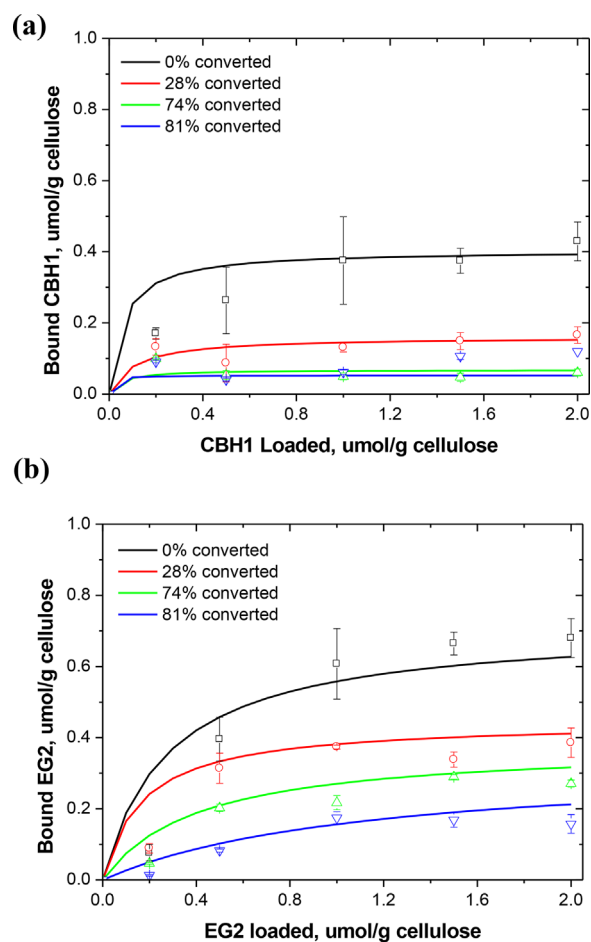 (a)
1.0
0.8
0.6
0.4
0.2
0.0
Bound CBH1, umol/g cellulose
0% converted
28% converted
74% converted
81% converted
0.0 0.4 0.8 1.2 1.6 2.0
CBH1 Loaded, umol/g cellulose
(b)
1.0
0.8
0.6
0.4
0.2
0.0
Bound EG2, umol/g cellulose
0% converted
28% converted
74% converted
81% converted
0.0 0.4 0.8 1.2 1.6 2.0
EG2 loaded, umol/g cellulose